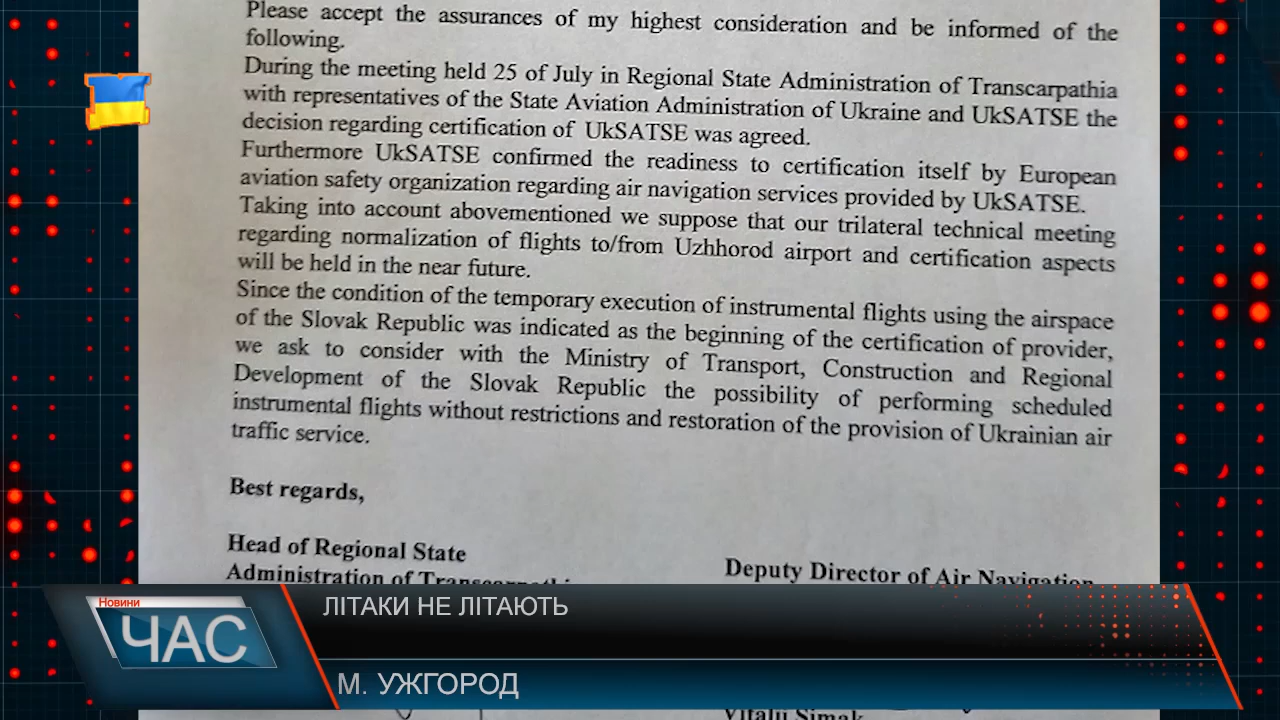 Please accept the assurances of my highest consideration and be informed of the
following.
During the meeting held 25 of July in Regional State Administration of Transcarpathia
with representatives of the State Aviation Administration of Ukraine and UkSATSE the
decision regarding certification of UkSATSE was agreed.
Furthermore UkSATSE confirmed the readiness to certification itself by European
aviation safety organization regarding air navigation services provided by UkSATSE.
Taking into account abovementioned we suppose that our trilateral technical meeting
regarding normalization of flights to/from Uzhhorod airport and certification aspects
will be held in the near future.
Since the condition of the temporary execution of instrumental flights using the airspace
of the Slovak Republic was indicated as the beginning of the certification of provider,
we ask to consider with the Ministry of Transport, Construction and Regional
Development of the Slovak Republic the possibility of performing scheduled
instrumental flights without restrictions and restoration of the provision of Ukrainian air
traffic service.
Best regards,
Head of Regional State
Administration of Transcarpathi
Deputy Director of Air Navigation
Новини
ЧАС
ЛІТАКИ НЕ ЛІТАЮТЬ
М. УЖГОРОД